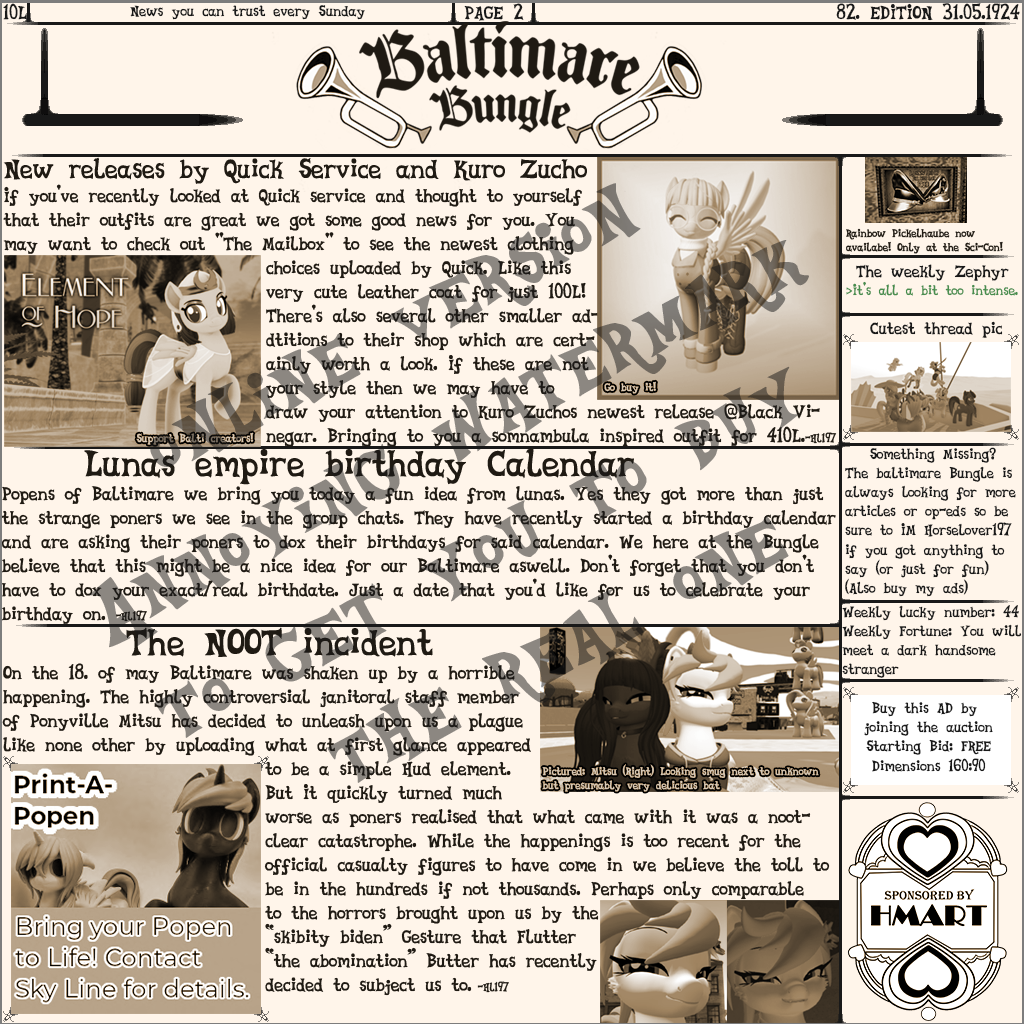 10L
News you can trust every Sunday
PAGE 2
82. EDITION 31.05.1924
Baltimare
Bungle
New releases by Quick Service and Kuro Zucho
if you've recently looked at Quick service and thought to yourself
that their outfits are great we got some good news for you. You
may want to check out "The Mailbox" to see the newest clothing
choices uploaded by Quick. Like this
very cute leather coat for just 100L!
There's also several other smaller ad-
dtitions to their shop which are cert-
ainly worth a look. if these are not
your style then we may have to
draw your attention to Kuro Zuchos newest release @Black Vi-
negar. Bringing to you a somnambula inspired outfit for 410L.-HL197
ELEMENT
OF HOPE
Support Balti creators!
Go buy it!
Lunas empire birthday Calendar
Popens of Baltimare we bring you today a fun idea from lunas. Yes they got more than just
the strange poners we see in the group chats. They have recently started a birthday calendar
and are asking their poners to dox their birthdays for said calendar. We here at the Bungle
believe that this might be a nice idea for our Baltimare aswell. Don't forget that you don't
have to dox your exact/real birthdate. Just a date that you'd like for us to celebrate your
birthday on. -HL197
The NOOT incident
On the 18. of may Baltimare was shaken up by a horrible
happening. The highly controversial janitoral staff member
of Ponyville Mitsu has decided to unleash upon us a plague
like none other by uploading what at first glance appeared
to be a simple Hud element.
But it quickly turned much
worse as poners realised that what came with it was a noot-
clear catastrophe. While the happenings is too recent for the
official casualty figures to have come in we believe the toll to
be in the hundreds if not thousands. Perhaps only comparable
to the horrors brought upon us by the
"skibity biden" Gesture that Flutter
"the abomination" Butter has recently
decided to subject us to. -HL197
Pictured: Mitsu (Right) Looking smug next to unknown
but presumably very delicious bat
Print-A-
Popen
Bring your Popen
to Life! Contact
Sky Line for details.
Rainbow Pickelhaube now
availabe! Only at the Sci-Con!
The weekly Zephyr
>It's all a bit too intense.
Cutest thread pic
Something Missing?
The baltimare Bungle is
always looking for more
articles or op-eds so be
sure to iM Horselover197
if you got anything to
say (or just for fun)
(Also buy my ads)
Weekly lucky number: 44
Weekly Fortune: You will
meet a dark handsome
stranger
Buy this AD by
joining the auction
Starting Bid: FREE
Dimensions 160:90
SPONSORED BY
HMART
ONLINE VERSION
ANNOYING WATERMARK
TO GET YOU TO BUY
THE REAL ONE